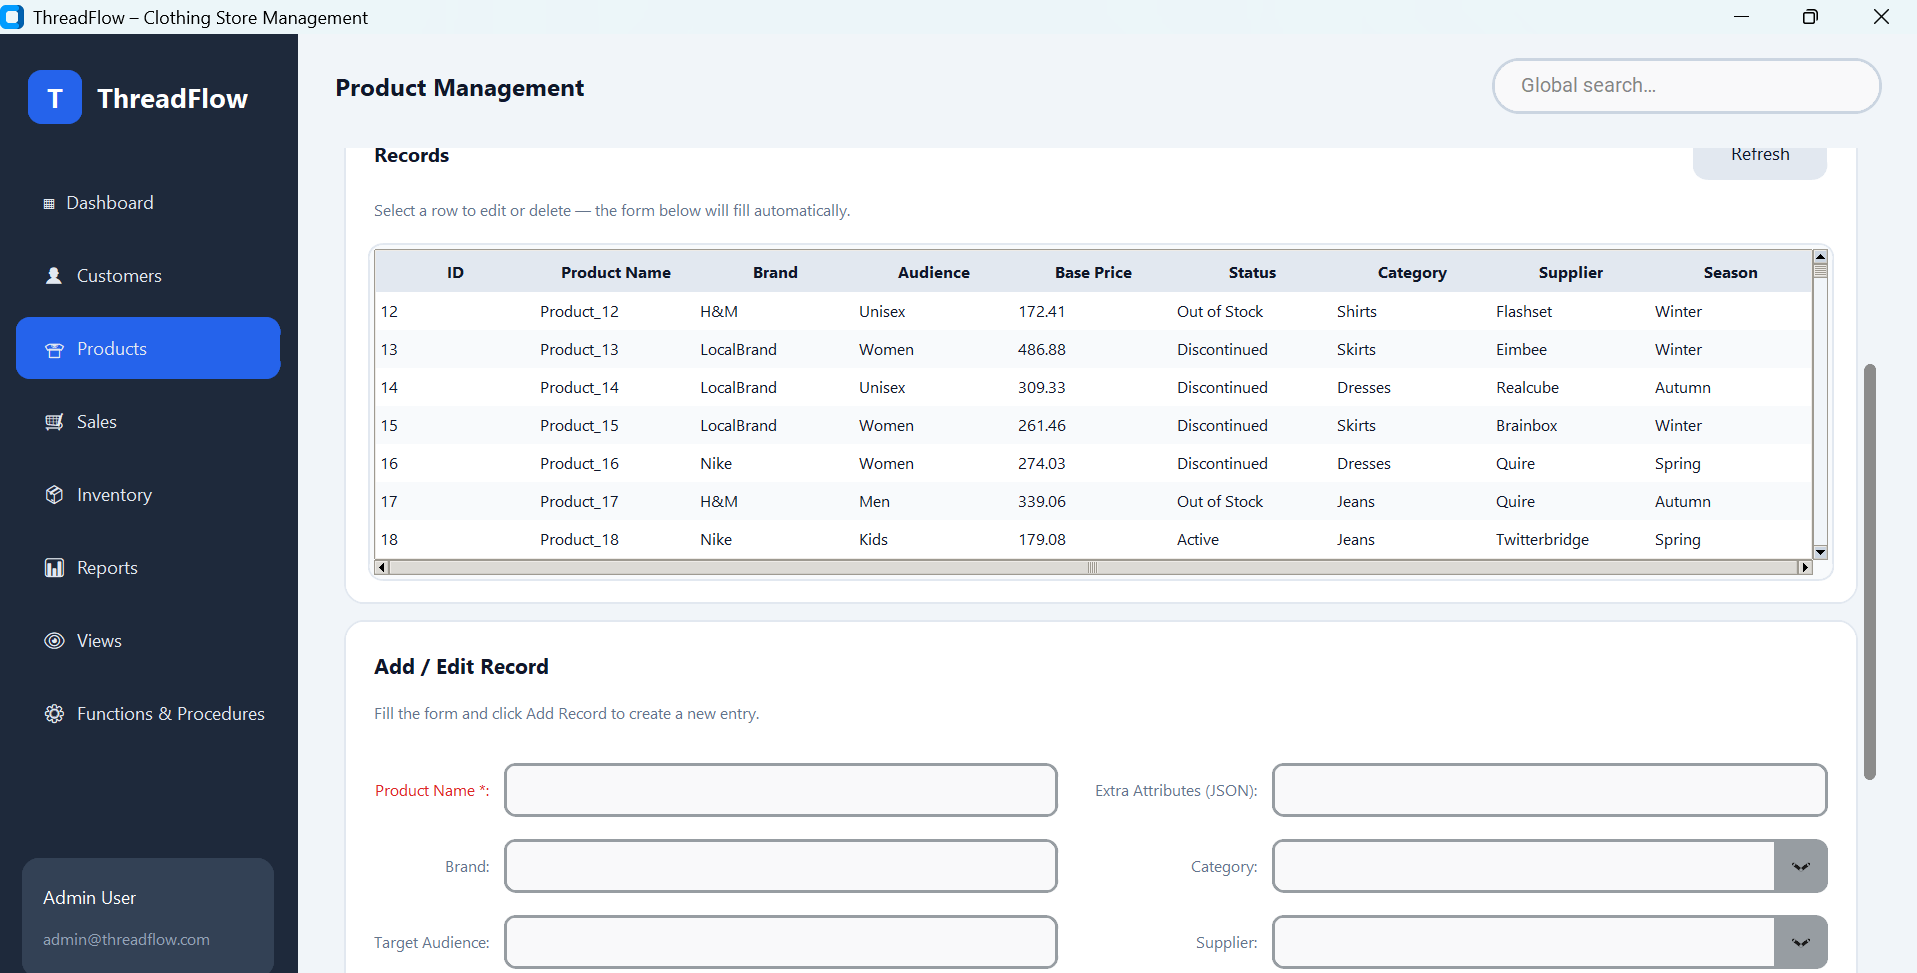 ThreadFlow – Clothing Store Management
T ThreadFlow
Product Management
Global search...
Dashboard
Customers
Products
Sales
Inventory
Reports
Views
Functions & Procedures
Admin User
admin@threadflow.com
Records
Refresh
Select a row to edit or delete — the form below will fill automatically.
ID Product Name Brand Audience Base Price Status Category Supplier Season
12 Product_12 H&M Unisex 172.41 Out of Stock Shirts Flashset Winter
13 Product_13 LocalBrand Women 486.88 Discontinued Skirts Eimbee Winter
14 Product_14 LocalBrand Unisex 309.33 Discontinued Dresses Realcube Autumn
15 Product_15 LocalBrand Women 261.46 Discontinued Skirts Brainbox Winter
16 Product_16 Nike Women 274.03 Discontinued Dresses Quire Spring
17 Product_17 H&M Men 339.06 Out of Stock Jeans Quire Autumn
18 Product_18 Nike Kids 179.08 Active Jeans Twitterbridge Spring
Add / Edit Record
Fill the form and click Add Record to create a new entry.
Product Name *:
Extra Attributes (JSON):
Brand:
Category:
Target Audience:
Supplier: